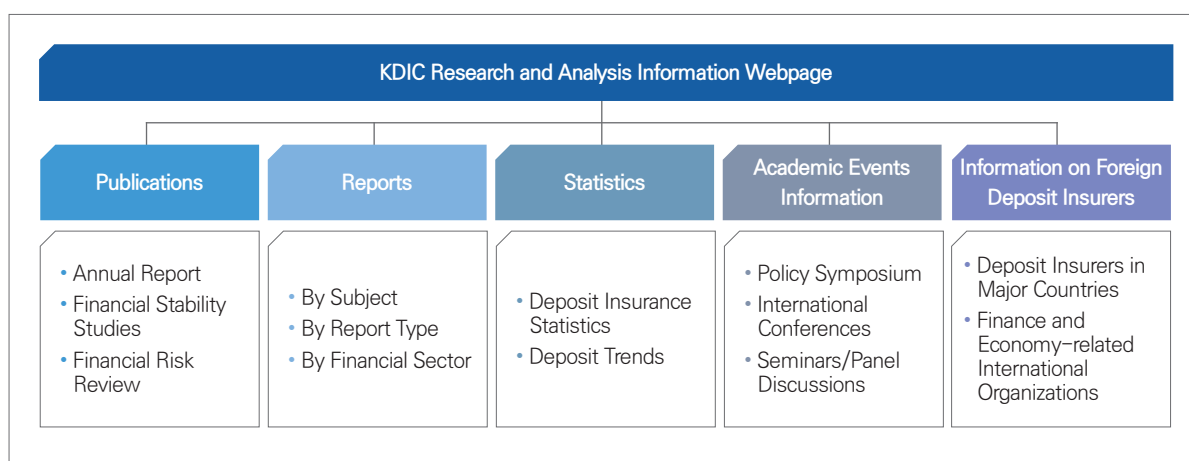 KDIC Research and Analysis Information Webpage
Publications
• Annual Report
• Financial Stability
Studies
• Financial Risk
Review
Reports
• By Subject
• By Report Type
• By Financial Sector
Statistics
• Deposit Insurance
Statistics
• Deposit Trends
Academic Events
Information
• Policy Symposium
• International
Conferences
• Seminars/Panel
Discussions
Information on Foreign
Deposit Insurers
• Deposit Insurers in
Major Countries
• Finance and
Economy-related
International
Organizations